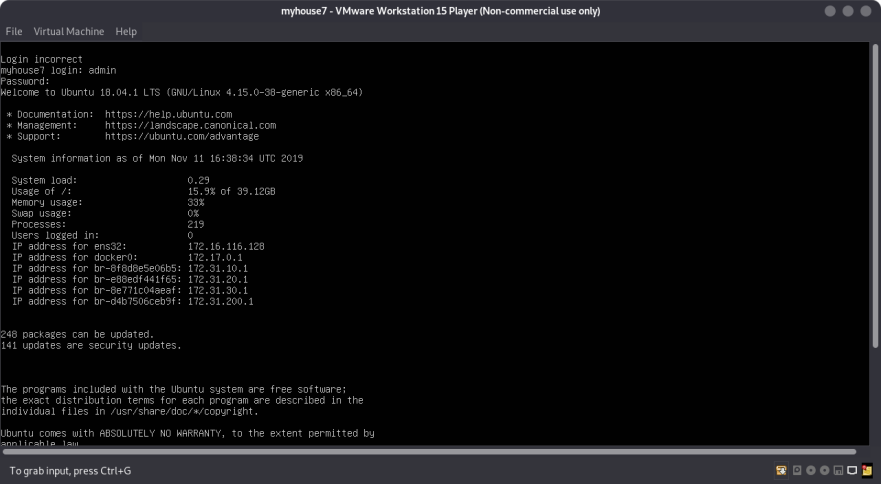 myhouse7 - VMware Workstation 15 Player (Non-commercial use only)
File Virtual Machine Help
Login incorrect
myhouse7 login: admin
Password:
Welcome to Ubuntu 18.04.1 LTS (GNU/Linux 4.15.0-38-generic x86_64)
* Documentation: https://help.ubuntu.com
* Management: https://landscape.canonical.com
* Support: https://ubuntu.com/advantage
System information as of Mon Nov 11 16:38:34 UTC 2019
System load: 0.29
Usage of /: 15.9% of 39.12GB
Memory usage: 33%
Swap usage: 0%
Processes: 219
Users logged in: 0
IP address for ens32: 172.16.116.128
IP address for docker0: 172.17.0.1
IP address for br-8f8d8e5e06b5: 172.31.10.1
IP address for br-e88edf441f65: 172.31.20.1
IP address for br-8e771c04aeaf: 172.31.30.1
IP address for br-d4b7506ceb9f: 172.31.200.1
248 packages can be updated.
141 updates are security updates.
The programs included with the Ubuntu system are free software;
the exact distribution terms for each program are described in the
individual files in /usr/share/doc/*/copyright.
Ubuntu comes with ABSOLUTELY NO WARRANTY, to the extent permitted by
applicable law.
To grab input, press Ctrl+G